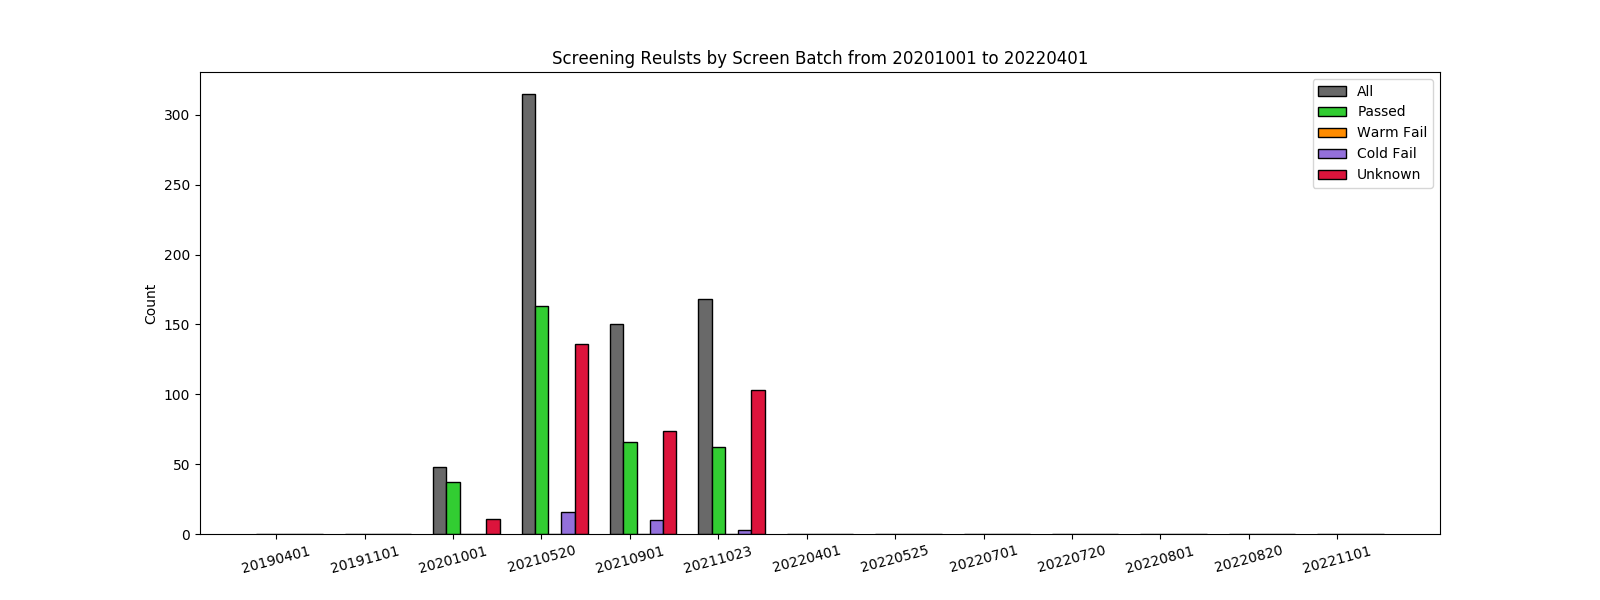 Screening Reulsts by Screen Batch from 20201001 to 20220401
All
Passed
Warm Fail
Cold Fail
Unknown
Count
300
250
200
150
100
50
0
20190401 20191101 20201001 20210520 20210901 20211023 20220401 20220525 20220701 20220720 20220801 20220820 20221101